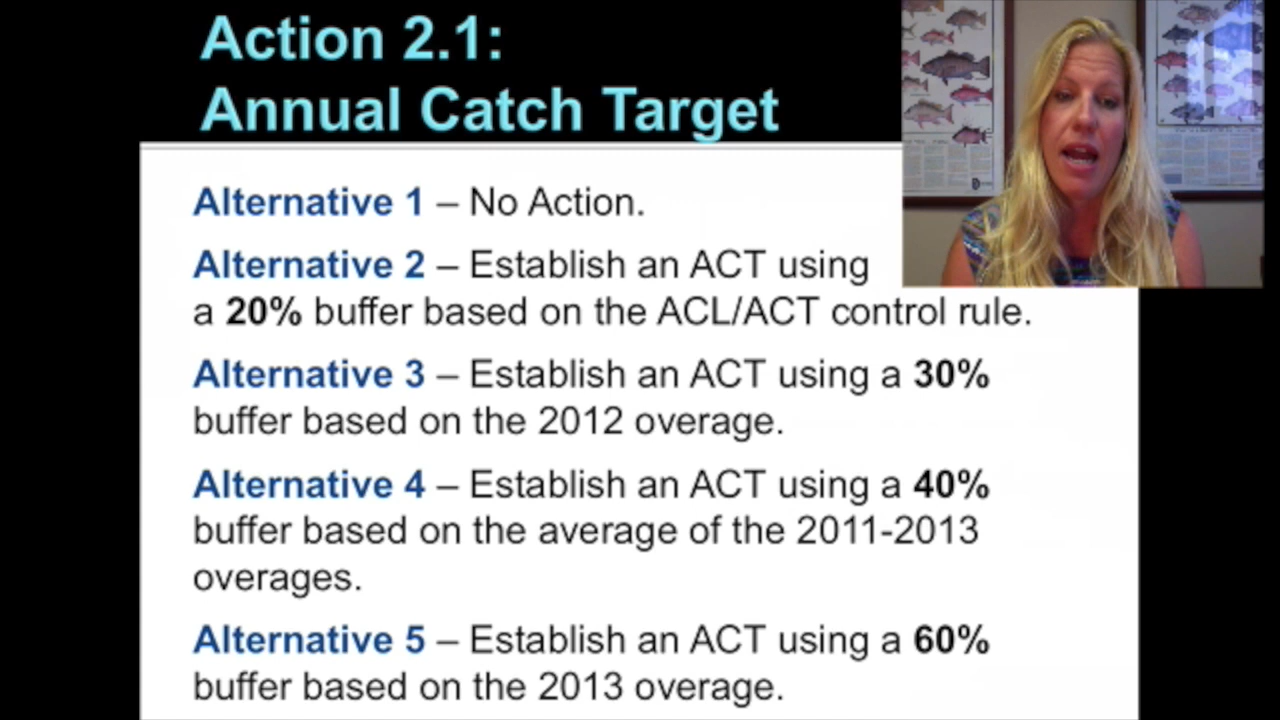 Action 2.1:
Annual Catch Target
Alternative 1 – No Action.
Alternative 2 – Establish an ACT using
a 20% buffer based on the ACL/ACT control rule.
Alternative 3 – Establish an ACT using a 30%
buffer based on the 2012 overage.
Alternative 4 – Establish an ACT using a 40%
buffer based on the average of the 2011-2013
overages.
Alternative 5 – Establish an ACT using a 60%
buffer based on the 2013 overage.